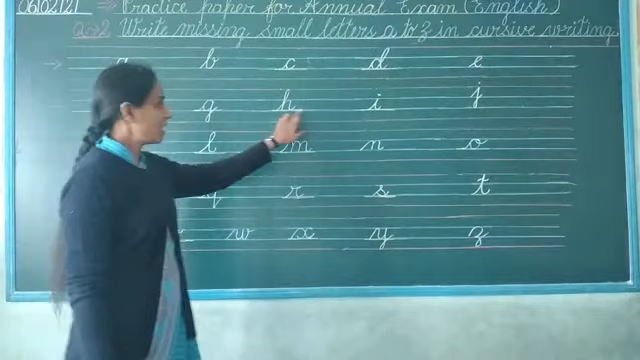 06/02/21 Practice paper for Annual Exam (English)
Q.2 Write missing small letters a to z in cursive writing.
a b c d e
g h i j
l m n o
q r s t
w x y z